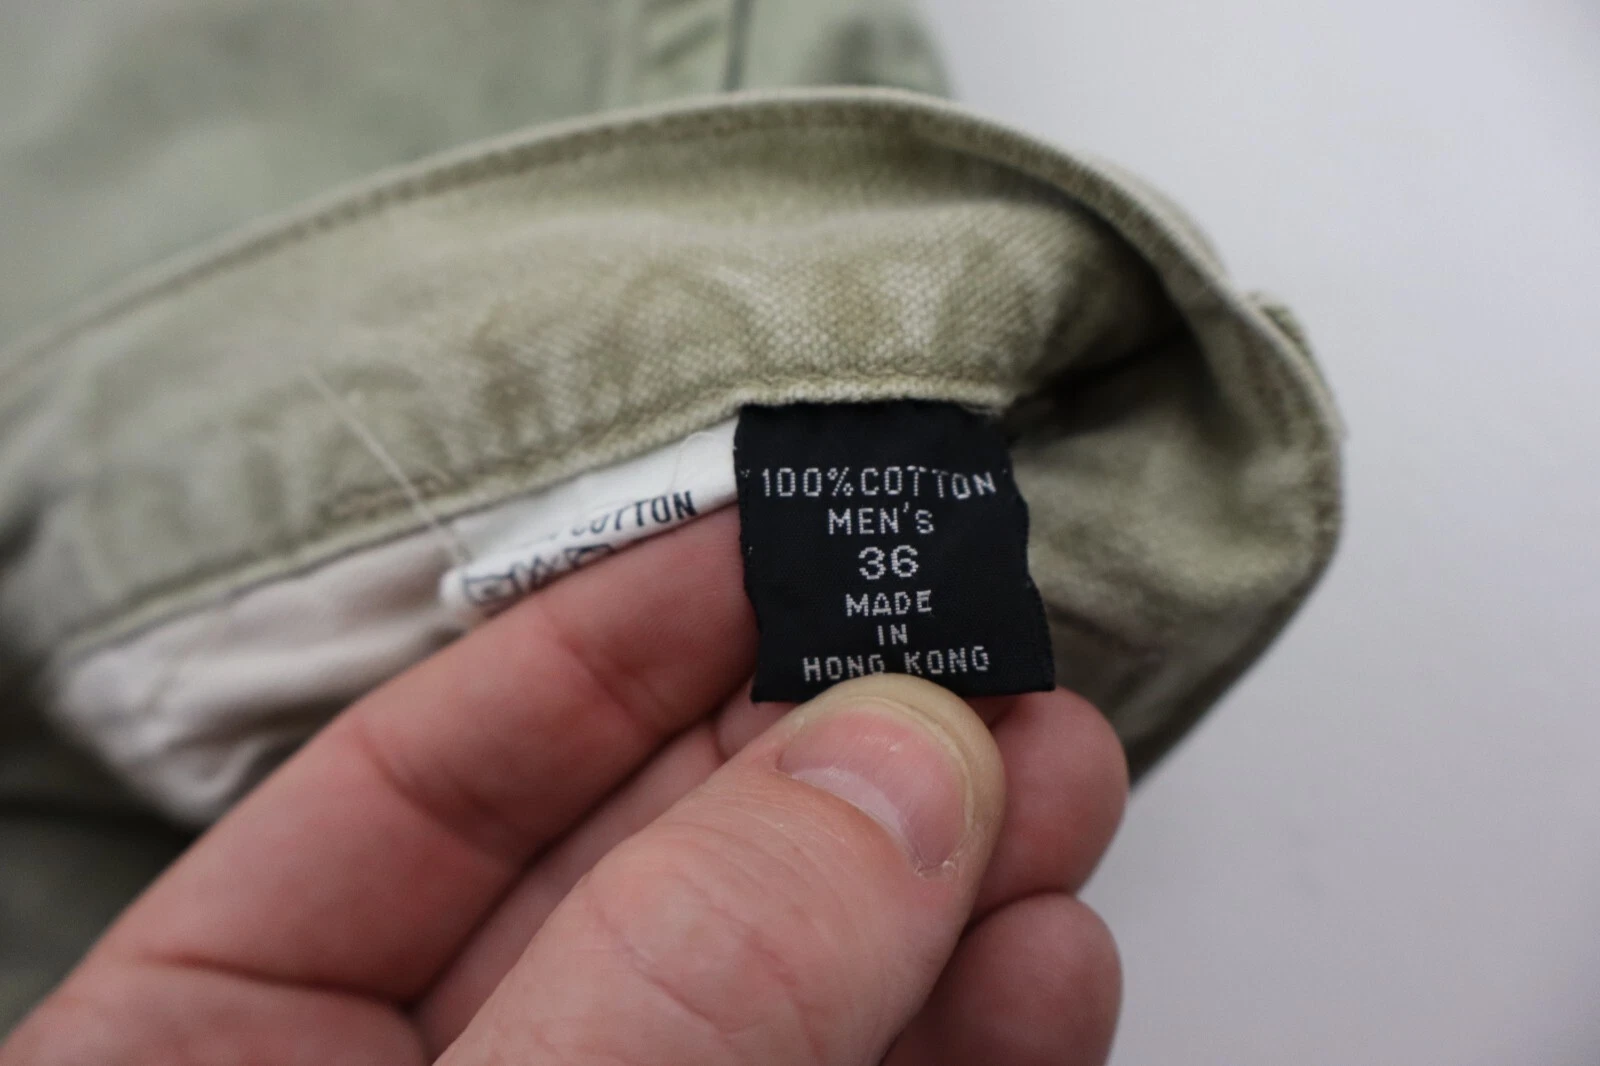 COTTON
100% COTTON
MEN'S
36
MADE
IN
HONG KONG